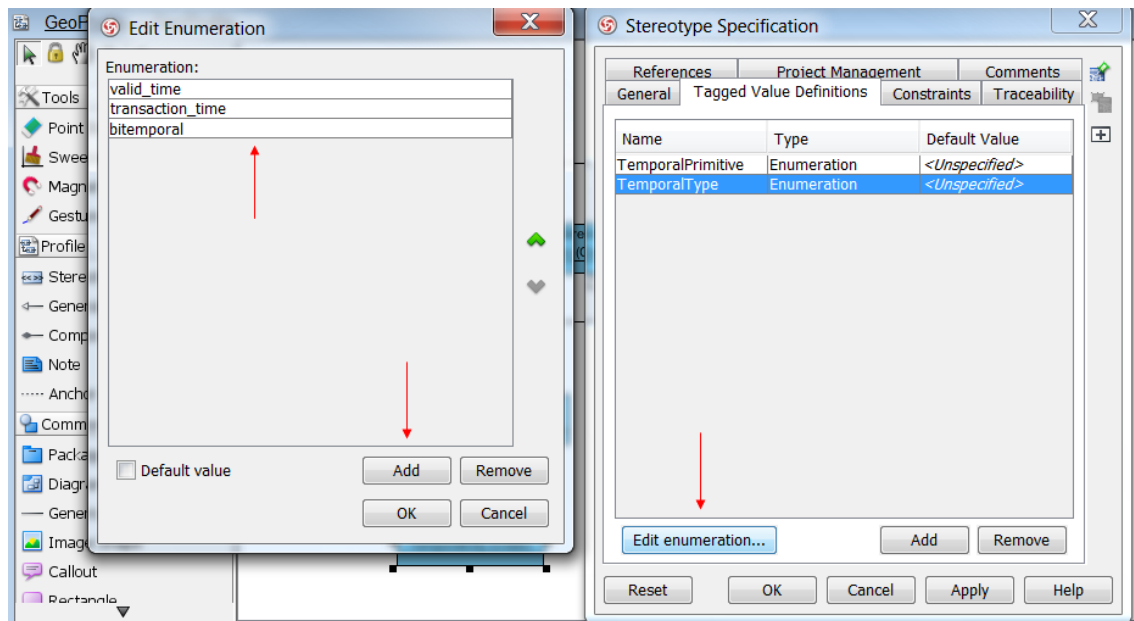 GeoP
Tools
Point
Swee
Magn
Gestu
Profile
Stere
Gener
Comp
Note
Ancho
Comm
Packa
Diagr
Gener
Image
Callout
Rectangle
Edit Enumeration
Enumeration:
valid_time
transaction_time
bitemporal
Default value
Add
Remove
OK
Cancel
Stereotype Specification
References
Project Management
Comments
General
Tagged Value Definitions
Constraints
Traceability
Name Type Default Value
TemporalPrimitive Enumeration <Unspecified>
TemporalType Enumeration <Unspecified>
Edit enumeration...
Add
Remove
Reset
OK
Cancel
Apply
Help